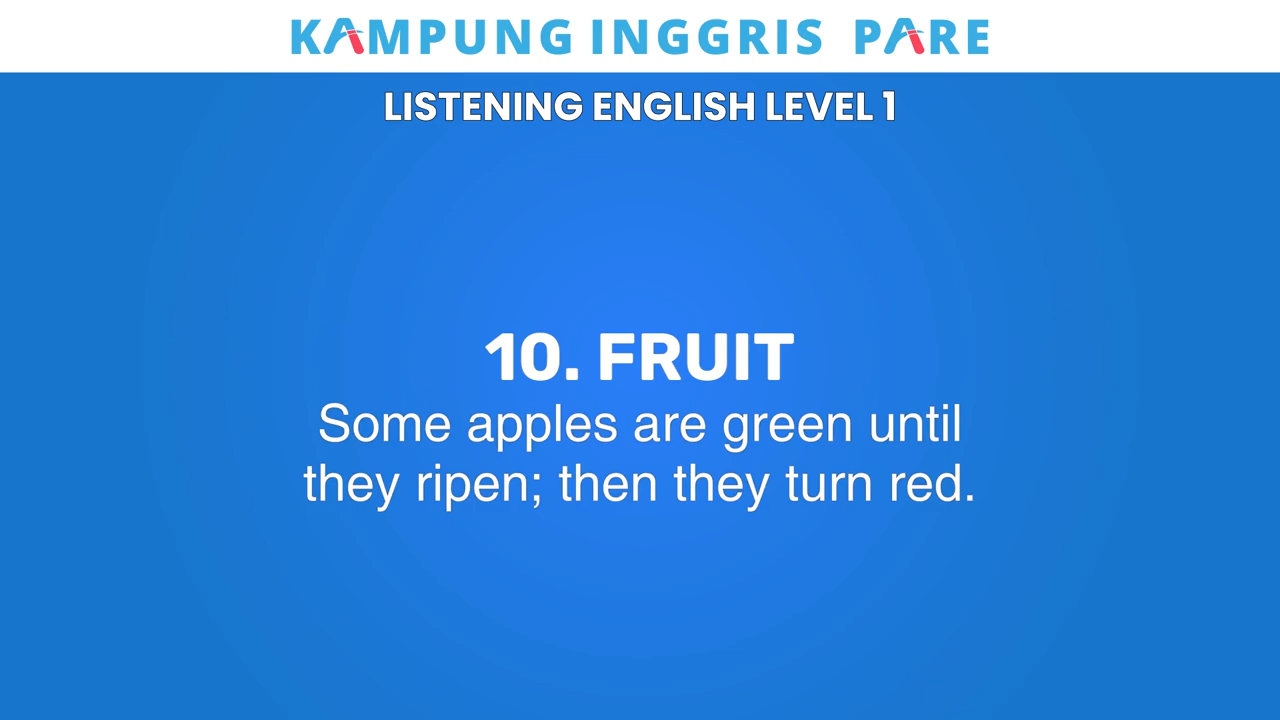 KAMPUNG INGGRIS PARE
LISTENING ENGLISH LEVEL 1
10. FRUIT
Some apples are green until
they ripen; then they turn red.